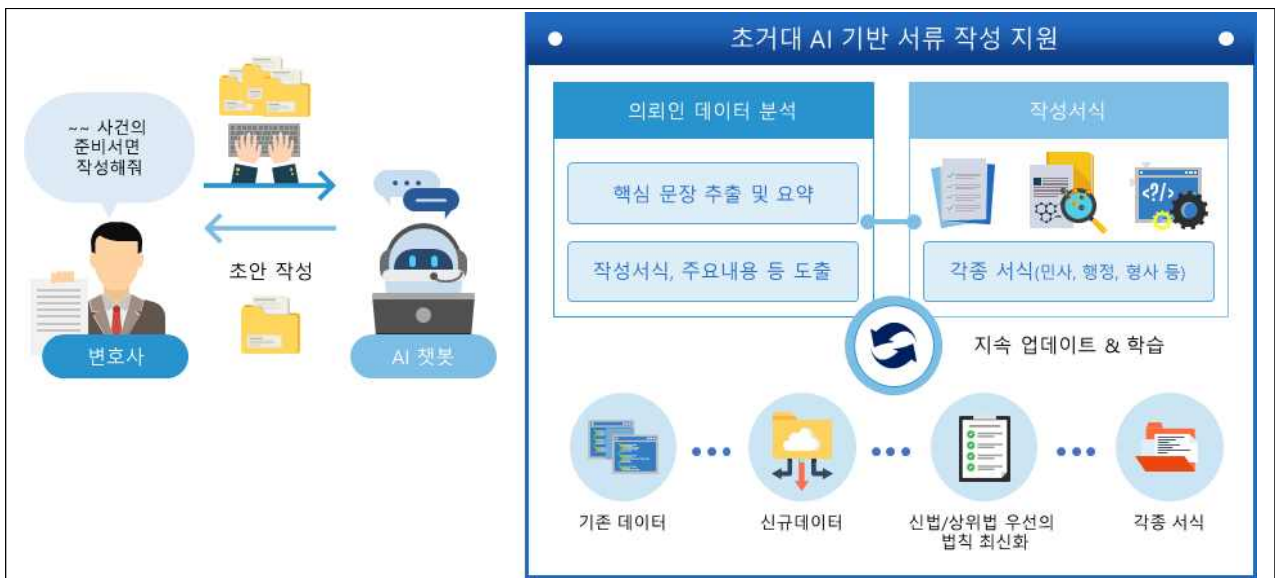 ~~ 사건의
준비서면
작성해줘
초안 작성
변호사
AI 챗봇
초거대 AI 기반 서류 작성 지원
의뢰인 데이터 분석
핵심 문장 추출 및 요약
작성서식, 주요내용 등 도출
작성서식
<?/>
각종 서식(민사, 행정, 형사 등)
지속 업데이트 & 학습
기존 데이터
신규데이터
신법/상위법 우선의
법칙 최신화
각종 서식